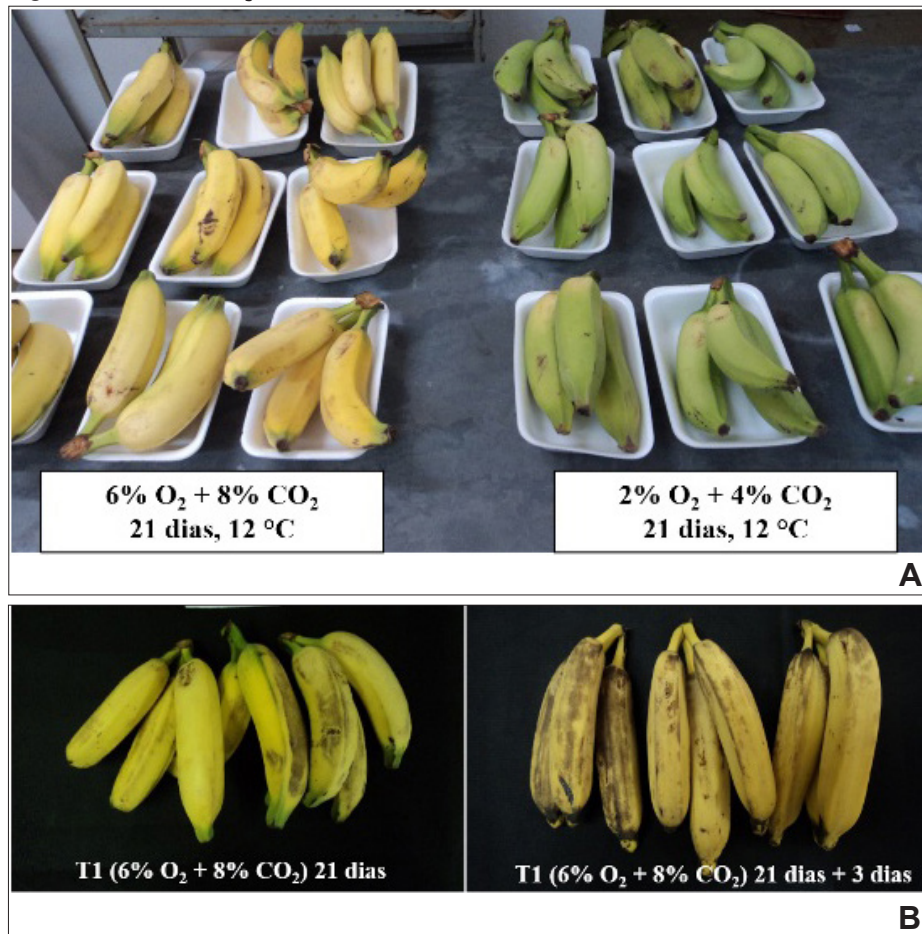 6% O₂ + 8% CO₂
21 dias, 12 °C
2% O₂ + 4% CO₂
21 dias, 12 °C
A
T1 (6% O₂ + 8% CO₂) 21 dias
T1 (6% O₂ + 8% CO₂) 21 dias + 3 dias
B